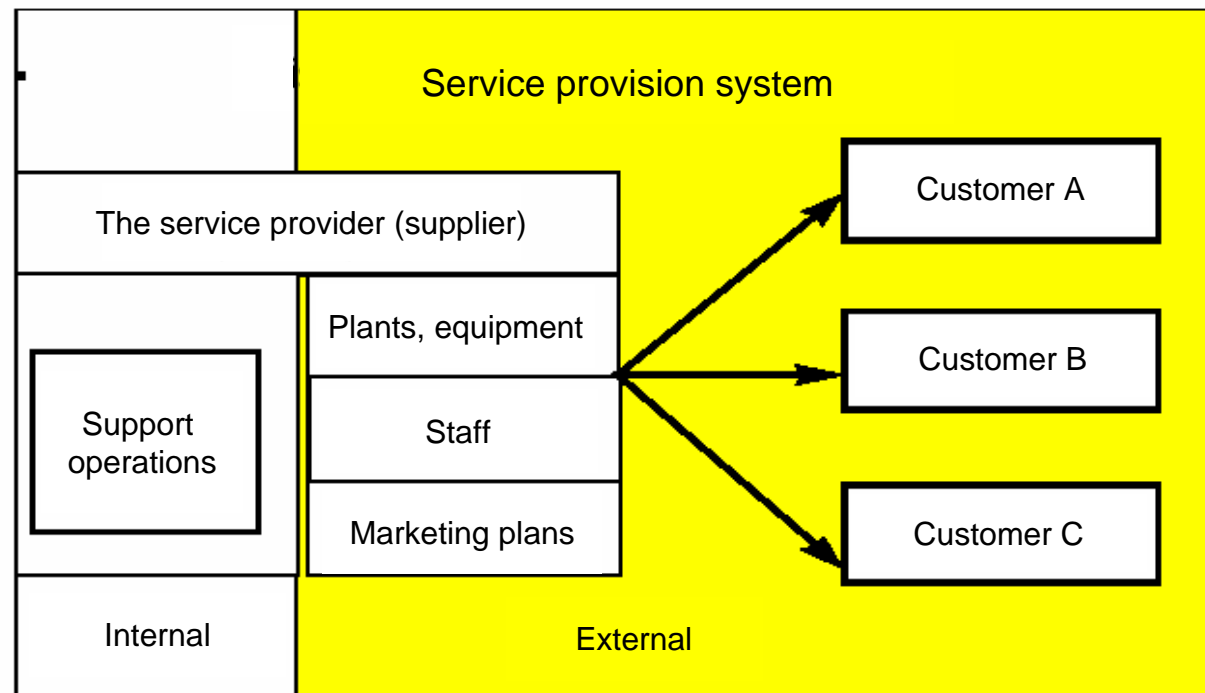 Service provision system
Customer A
The service provider (supplier)
Plants, equipment
Customer B
Support
operations
Staff
Marketing plans
Customer C
Internal
External